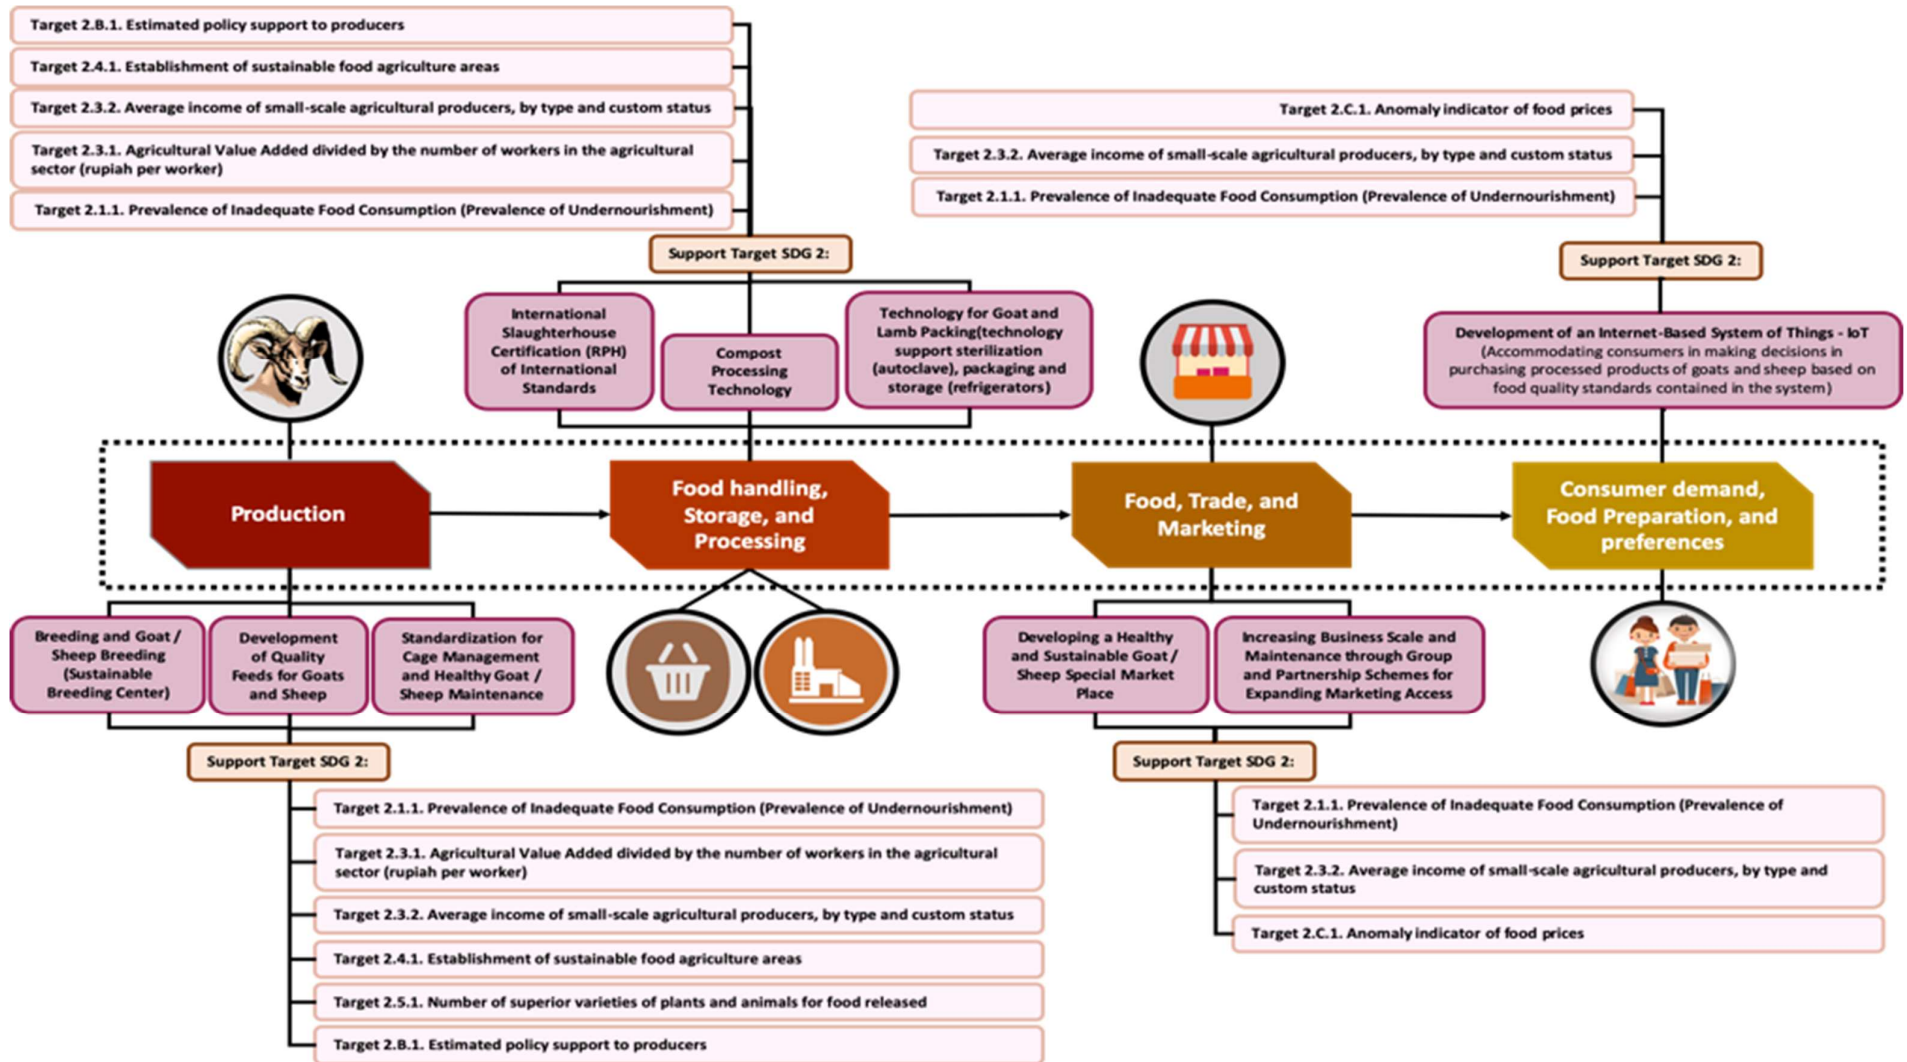 Target 2.B.1. Estimated policy support to producers
Target 2.4.1. Establishment of sustainable food agriculture areas
Target 2.3.2. Average income of small-scale agricultural producers, by type and custom status
Target 2.3.1. Agricultural Value Added divided by the number of workers in the agricultural
sector (rupiah per worker)
Target 2.1.1. Prevalence of Inadequate Food Consumption (Prevalence of Undernourishment)
Support Target SDG 2:
Target 2.C.1. Anomaly indicator of food prices
Target 2.3.2. Average income of small-scale agricultural producers, by type and custom status
Target 2.1.1. Prevalence of Inadequate Food Consumption (Prevalence of Undernourishment)
Support Target SDG 2:
International
Slaughterhouse
Certification (RPH)
of International
Standards
Compost
Processing
Technology
Technology for Goat and
Lamb Packing(technology
support sterilization
(autoclave), packaging and
storage (refrigerators)
Development of an Internet-Based System of Things - IoT
(Accommodating consumers in making decisions in
purchasing processed products of goats and sheep based on
food quality standards contained in the system)
Production
Food handling,
Storage, and
Processing
Food, Trade, and
Marketing
Consumer demand,
Food Preparation, and
preferences
Breeding and Goat /
Sheep Breeding
(Sustainable
Breeding Center)
Development
of Quality
Feeds for Goats
and Sheep
Standardization for
Cage Management
and Healthy Goat /
Sheep Maintenance
Developing a Healthy
and Sustainable Goat /
Sheep Special Market
Place
Increasing Business Scale and
Maintenance through Group
and Partnership Schemes for
Expanding Marketing Access
Support Target SDG 2:
Target 2.1.1. Prevalence of Inadequate Food Consumption (Prevalence of Undernourishment)
Target 2.3.1. Agricultural Value Added divided by the number of workers in the agricultural
sector (rupiah per worker)
Target 2.3.2. Average income of small-scale agricultural producers, by type and custom status
Target 2.4.1. Establishment of sustainable food agriculture areas
Target 2.5.1. Number of superior varieties of plants and animals for food released
Target 2.B.1. Estimated policy support to producers
Support Target SDG 2:
Target 2.1.1. Prevalence of Inadequate Food Consumption (Prevalence of
Undernourishment)
Target 2.3.2. Average income of small-scale agricultural producers, by type and
custom status
Target 2.C.1. Anomaly indicator of food prices